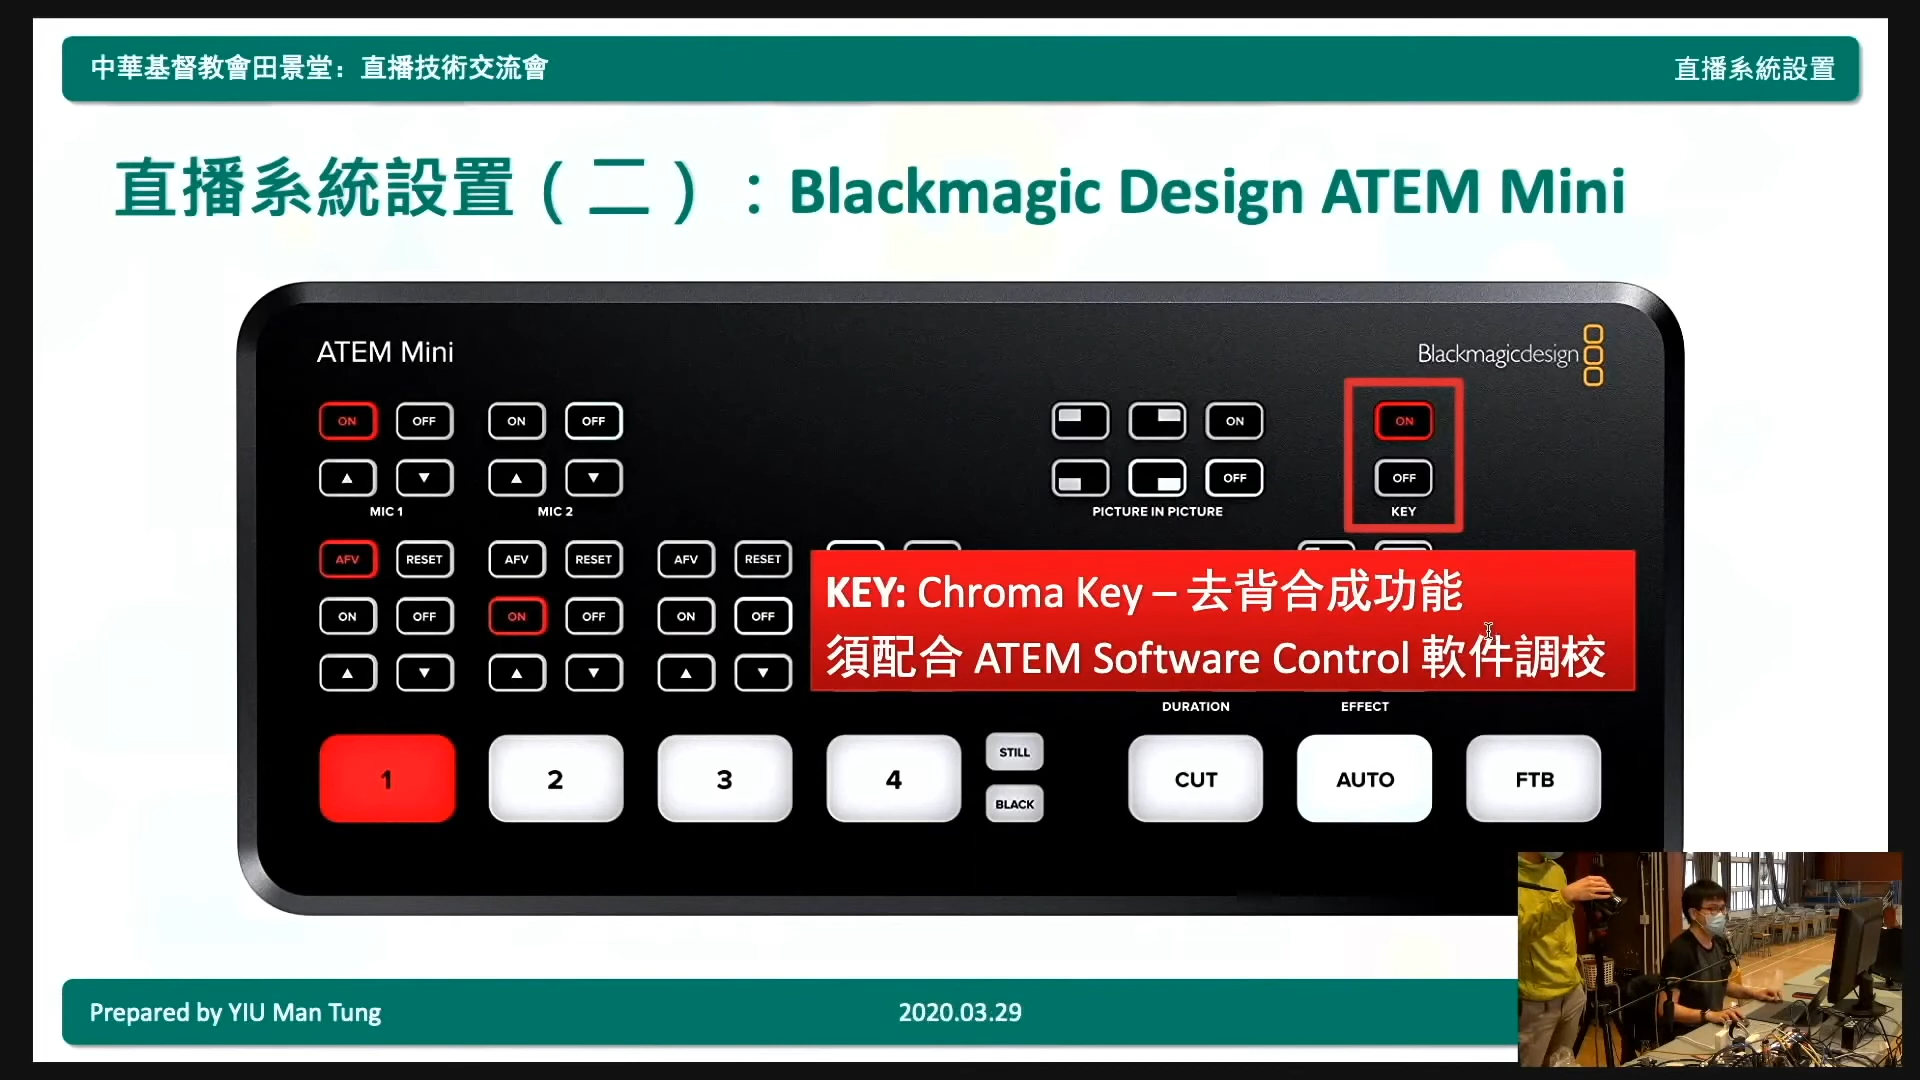 中華基督教會田景堂：直播技術交流會
直播系統設置
直播系統設置（二）：Blackmagic Design ATEM Mini
ATEM Mini
Blackmagicdesign
ON OFF ON OFF ON ON
OFF OFF
MIC 1 MIC 2 PICTURE IN PICTURE KEY
AFV RESET AFV RESET AFV RESET
ON OFF ON OFF ON OFF
KEY: Chroma Key – 去背合成功能
須配合 ATEM Software Control 軟件調校
DURATION EFFECT
1 2 3 4 STILL BLACK CUT AUTO FTB
Prepared by YIU Man Tung
2020.03.29